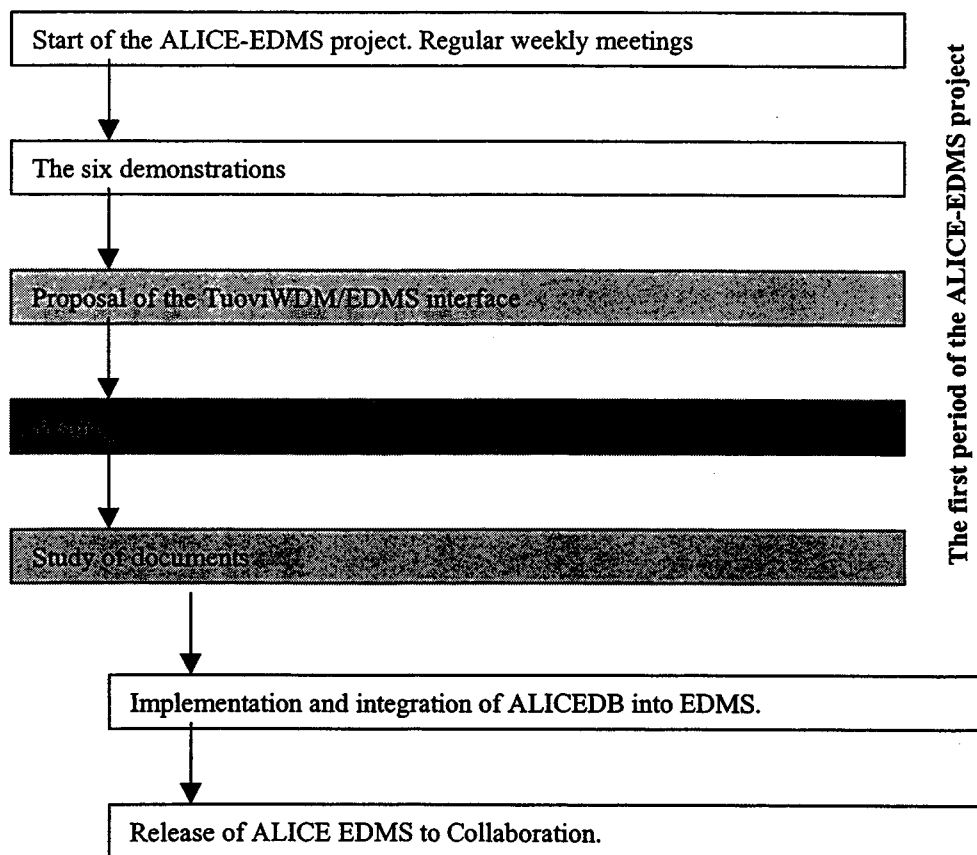 Start of the ALICE-EDMS project. Regular weekly meetings
The six demonstrations
Proposal of the TuoviWDM/EDMS interface
Study of documents
Implementation and integration of ALICEDB into EDMS.
Release of ALICE EDMS to Collaboration.
The first period of the ALICE-EDMS project